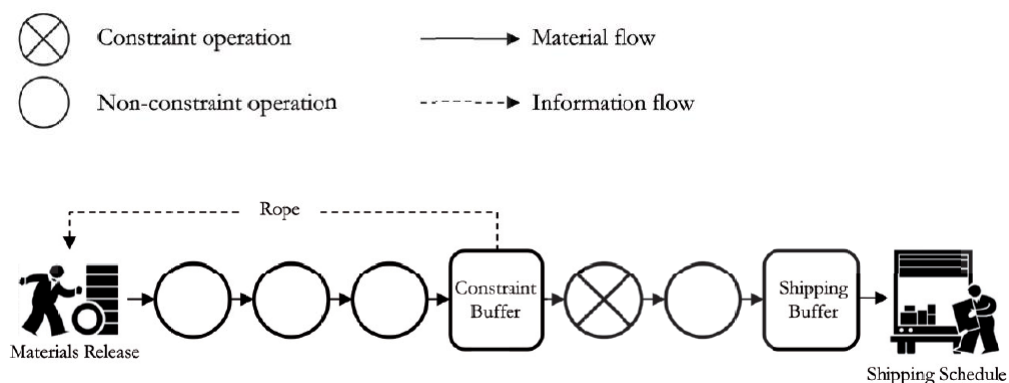 Constraint operation
Material flow
Non-constraint operation
Information flow
Rope
Constraint
Buffer
Shipping
Buffer
Materials Release
Shipping Schedule